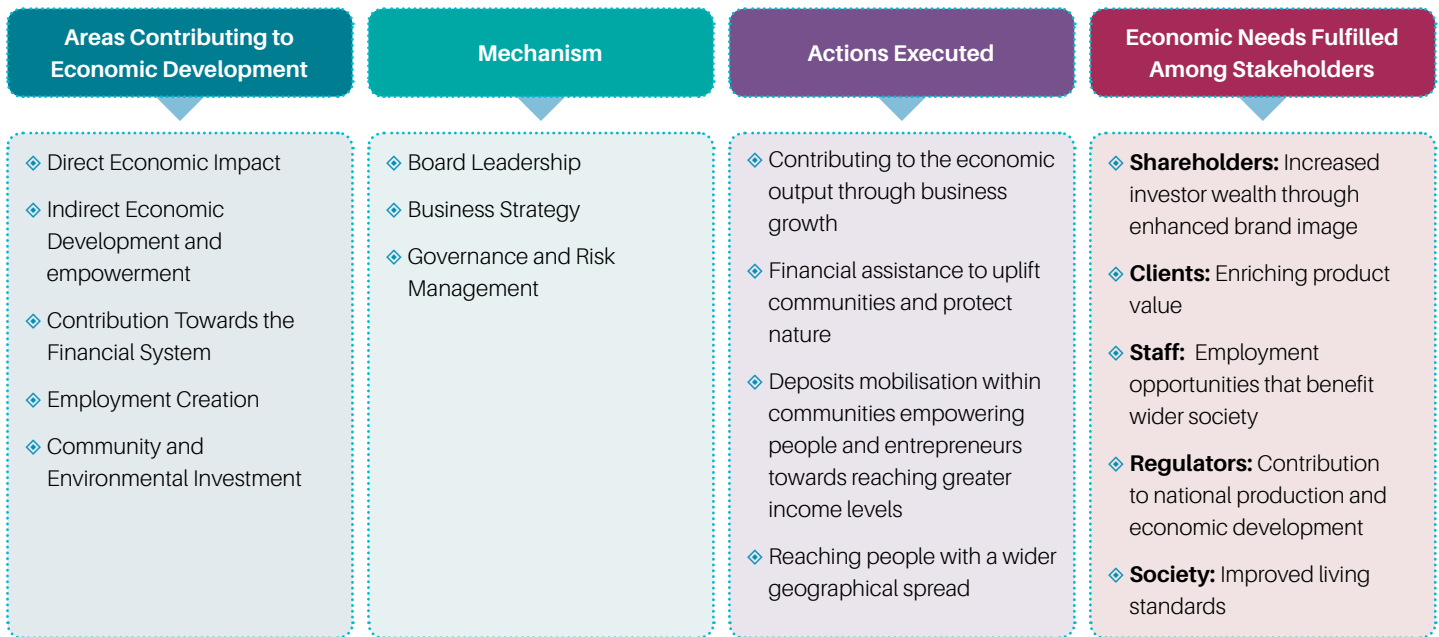 Areas Contributing to
Economic Development
Direct Economic Impact
Indirect Economic
Development and
empowerment
Contribution Towards the
Financial System
Employment Creation
Community and
Environmental Investment
Mechanism
Board Leadership
Business Strategy
Governance and Risk
Management
Actions Executed
Contributing to the economic
output through business
growth
Financial assistance to uplift
communities and protect
nature
Deposits mobilisation within
communities empowering
people and entrepreneurs
towards reaching greater
income levels
Reaching people with a wider
geographical spread
Economic Needs Fulfilled
Among Stakeholders
Shareholders: Increased
investor wealth through
enhanced brand image
Clients: Enriching product
value
Staff: Employment
opportunities that benefit
wider society
Regulators: Contribution
to national production and
economic development
Society: Improved living
standards